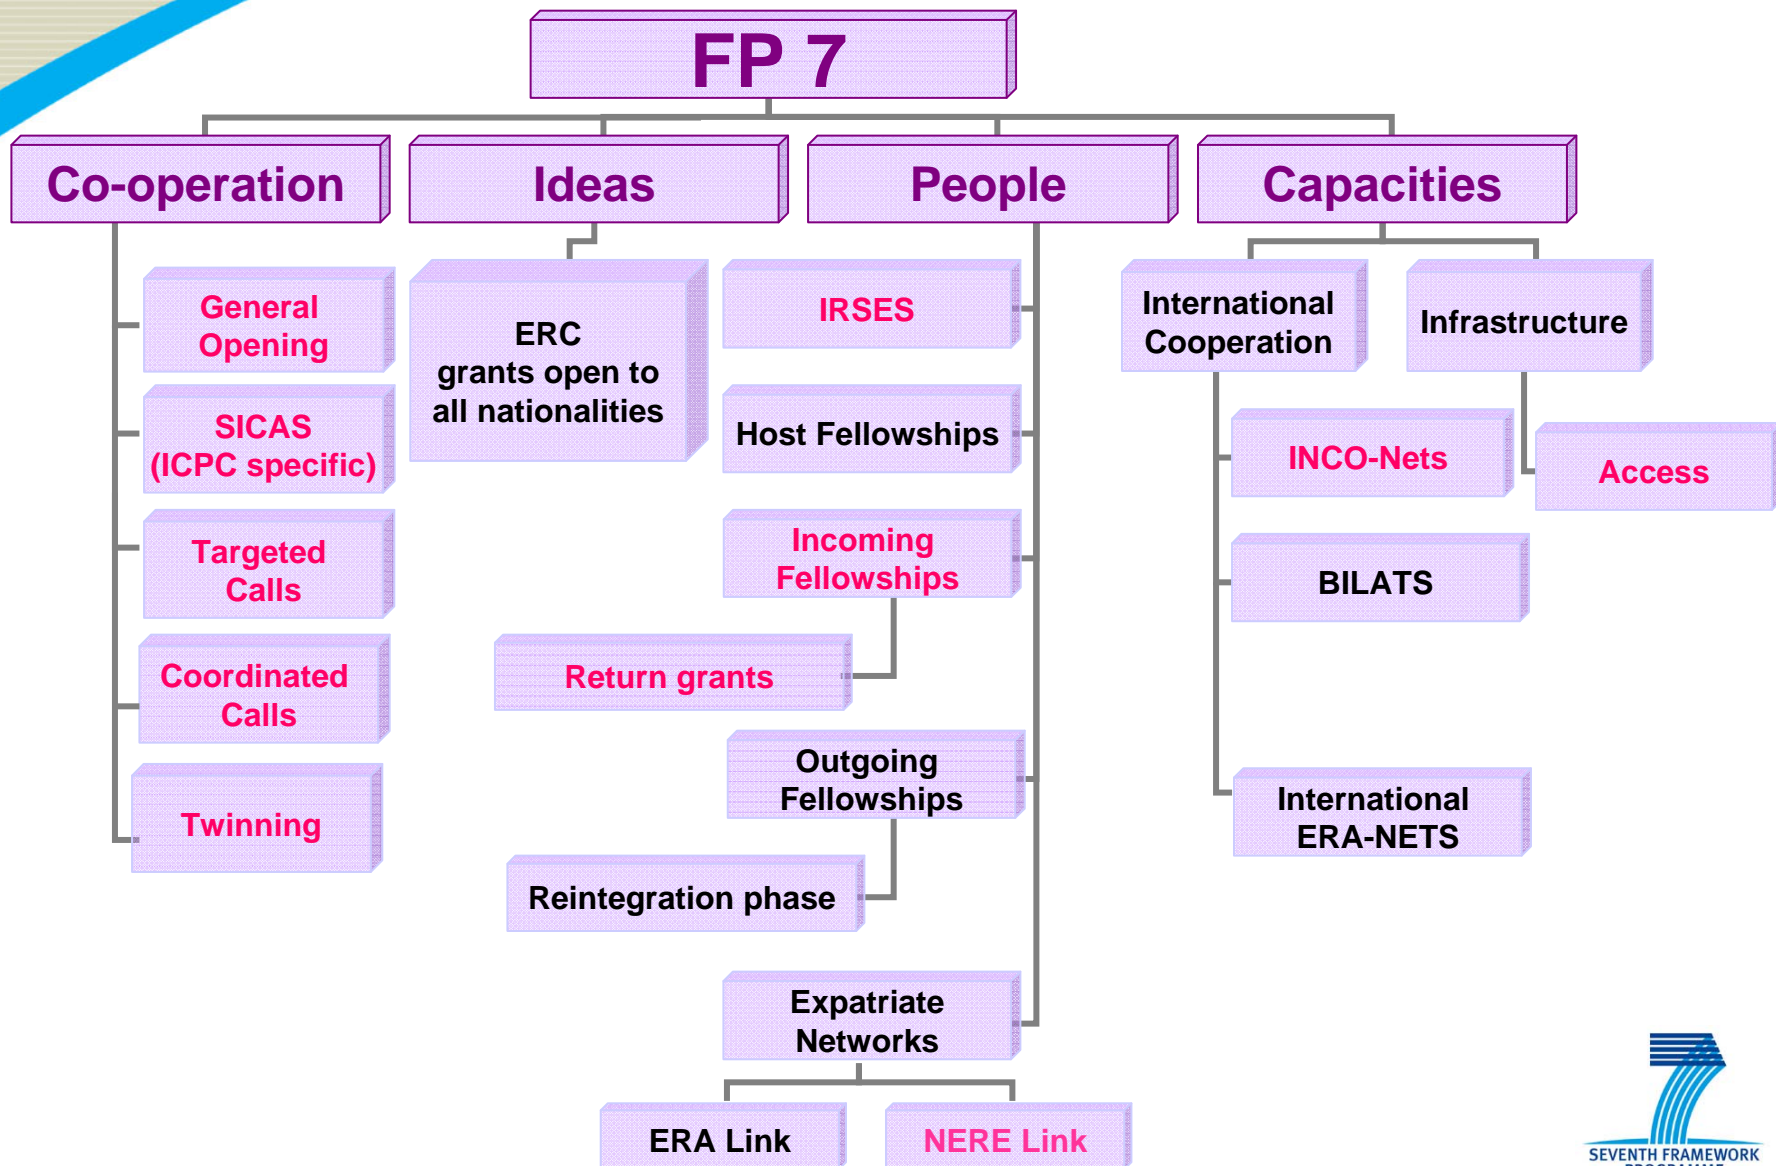 FP 7
Co-operation
Ideas
People
Capacities
General
Opening
SICAS
(ICPC specific)
Targeted
Calls
Coordinated
Calls
Twinning
ERC
grants open to
all nationalities
IRSES
Host Fellowships
Incoming
Fellowships
Return grants
Outgoing
Fellowships
Reintegration phase
Expatriate
Networks
ERA Link
NERE Link
International
Cooperation
Infrastructure
INCO-Nets
Access
BILATS
International
ERA-NETS
SEVENTH FRAMEWORK
PROGRAMME